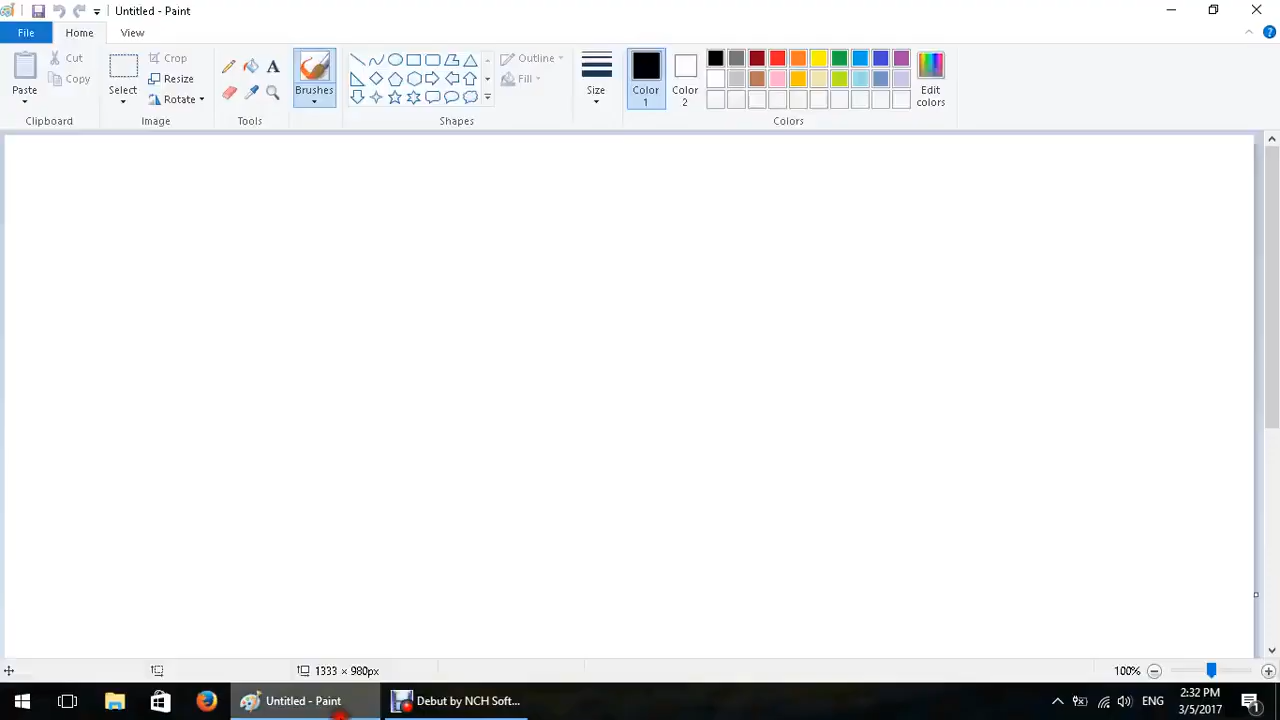 Untitled - Paint
File
Home
View
Paste
Cut
Copy
Clipboard
Select
Crop
Resize
Rotate
Image
A
Tools
Brushes
Shapes
Outline
Fill
Size
Color
1
Color
2
Colors
Edit
colors
1333 × 980px
100%
Untitled - Paint
Debut by NCH Soft...
ENG
2:32 PM
3/5/2017
1